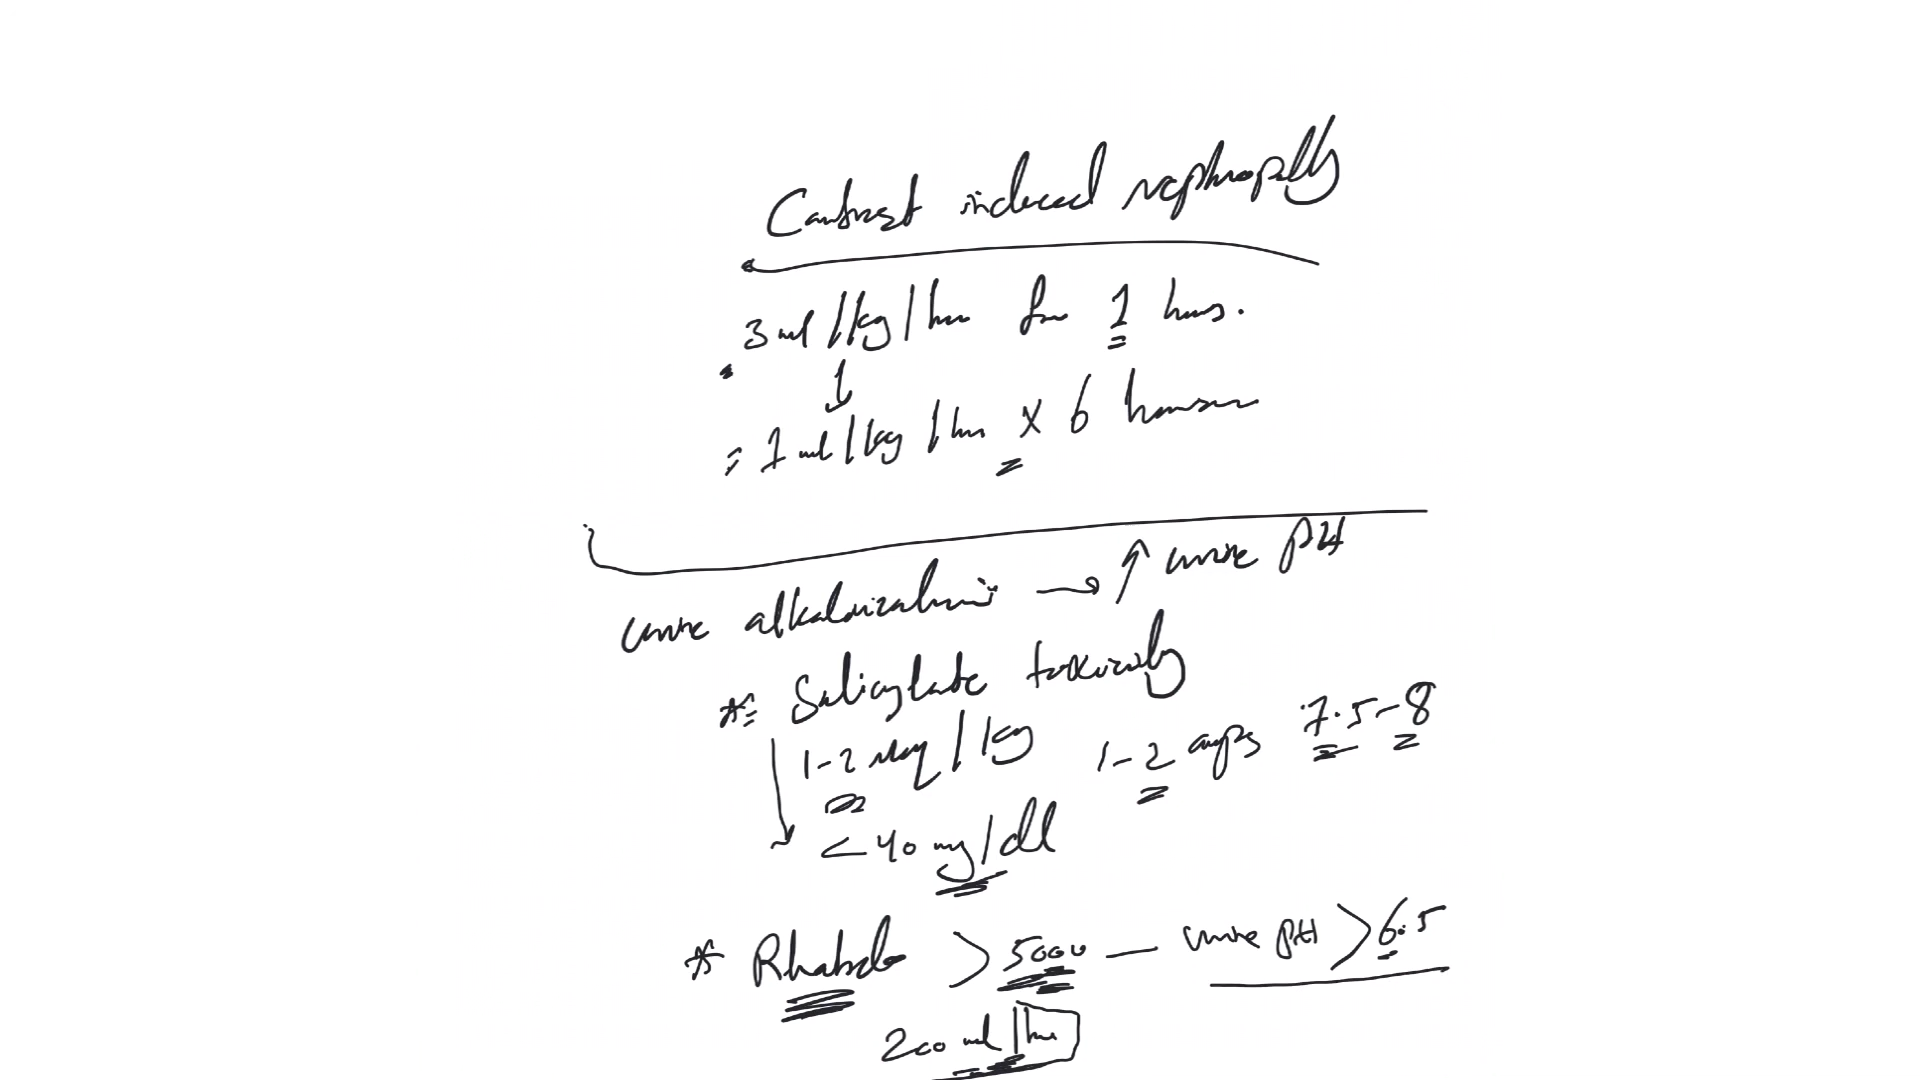 Contrast induced nephropathy
3 ml/kg/hr for 1 hours.
↓
= 1 ml/kg/hr x 6 hours
urine alkalinization → ↑ urine pH
* Salicylate toxicity
1-2 meq/kg 1-2 amps 7.5-8
< 40 mg/dl
* Rhabdo > 5000 — urine pH > 6.5
200 ml/hr